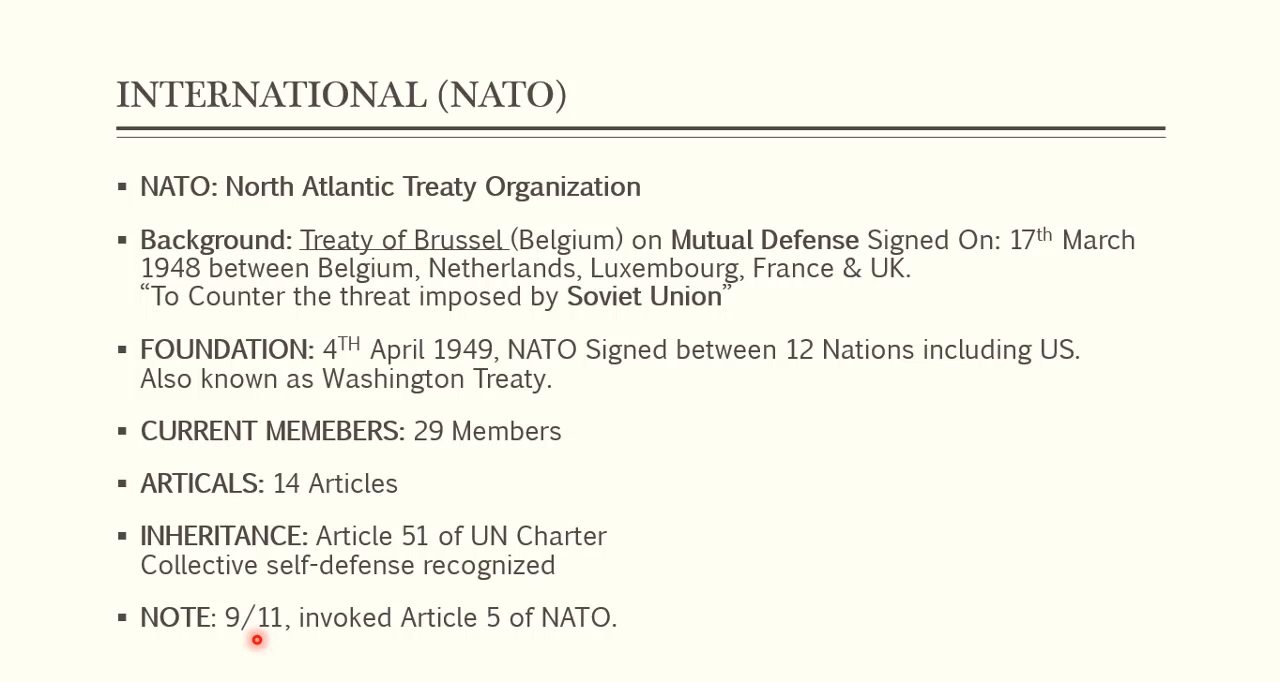 INTERNATIONAL (NATO)
▪ NATO: North Atlantic Treaty Organization
▪ Background: Treaty of Brussel (Belgium) on Mutual Defense Signed On: 17th March
1948 between Belgium, Netherlands, Luxembourg, France & UK.
“To Counter the threat imposed by Soviet Union”
▪ FOUNDATION: 4TH April 1949, NATO Signed between 12 Nations including US.
Also known as Washington Treaty.
▪ CURRENT MEMEBERS: 29 Members
▪ ARTICALS: 14 Articles
▪ INHERITANCE: Article 51 of UN Charter
Collective self-defense recognized
▪ NOTE: 9/11, invoked Article 5 of NATO.